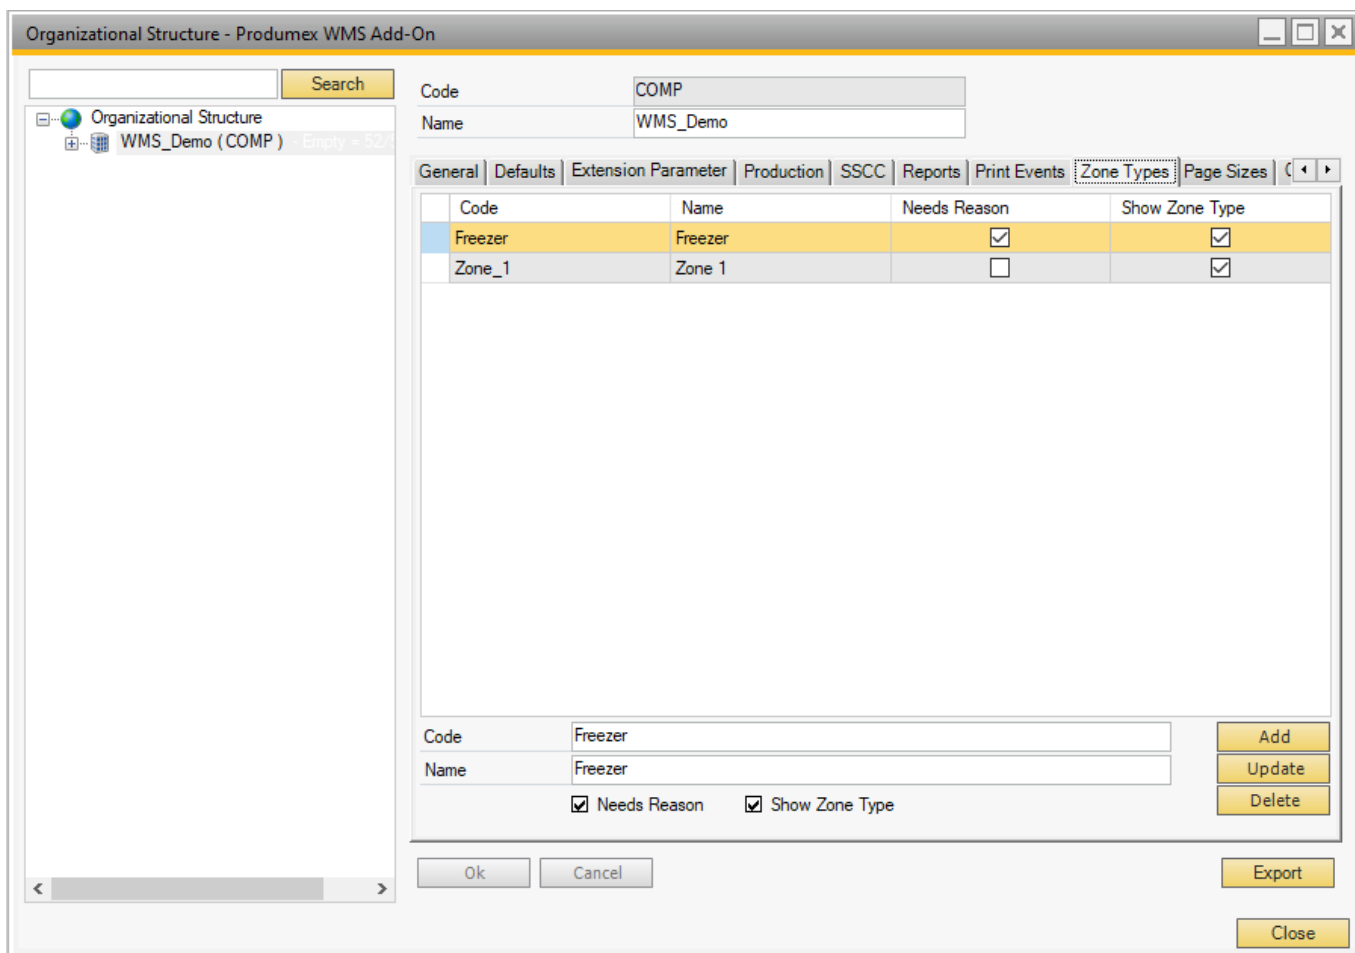 Organizational Structure - Produmex WMS Add-On
Search
Organizational Structure
WMS_Demo ( COMP ) - Empty = 52/
Code COMP
Name WMS_Demo
General Defaults Extension Parameter Production SSCC Reports Print Events Zone Types Page Sizes
Code Name Needs Reason Show Zone Type
Freezer Freezer
Zone_1 Zone 1
Code Freezer Add
Name Freezer Update
Needs Reason Show Zone Type Delete
Ok Cancel Export
Close